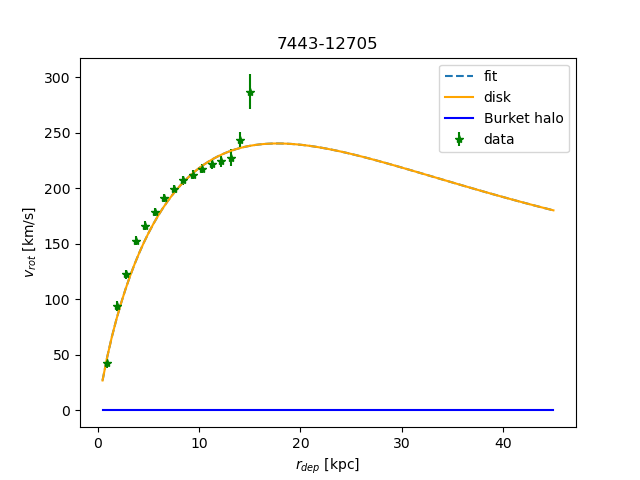 7443-12705
fit
disk
Burket halo
data
300
250
200
150
100
50
0
v_rot [km/s]
0 10 20 30 40
r_dep [kpc]